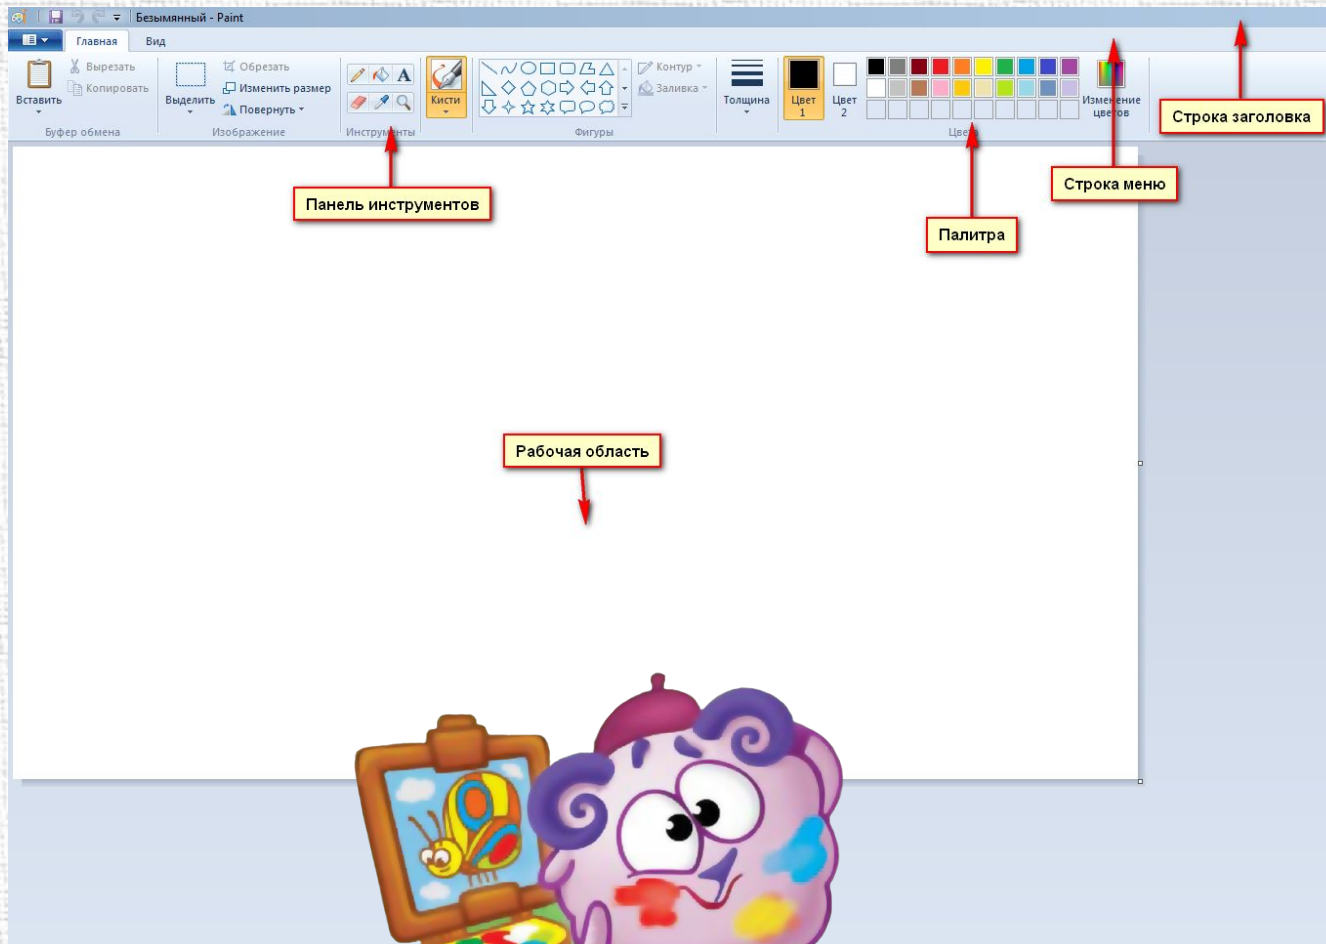 Безымянный - Paint
Главная Вид
Вставить
Вырезать
Копировать
Буфер обмена
Выделить
Обрезать
Изменить размер
Повернуть
Изображение
A
Инструменты
Кисти
Контур
Заливка
Фигуры
Толщина
Цвет
1
Цвет
2
Цвета
Изменение
цветов
Строка заголовка
Строка меню
Панель инструментов
Палитра
Рабочая область